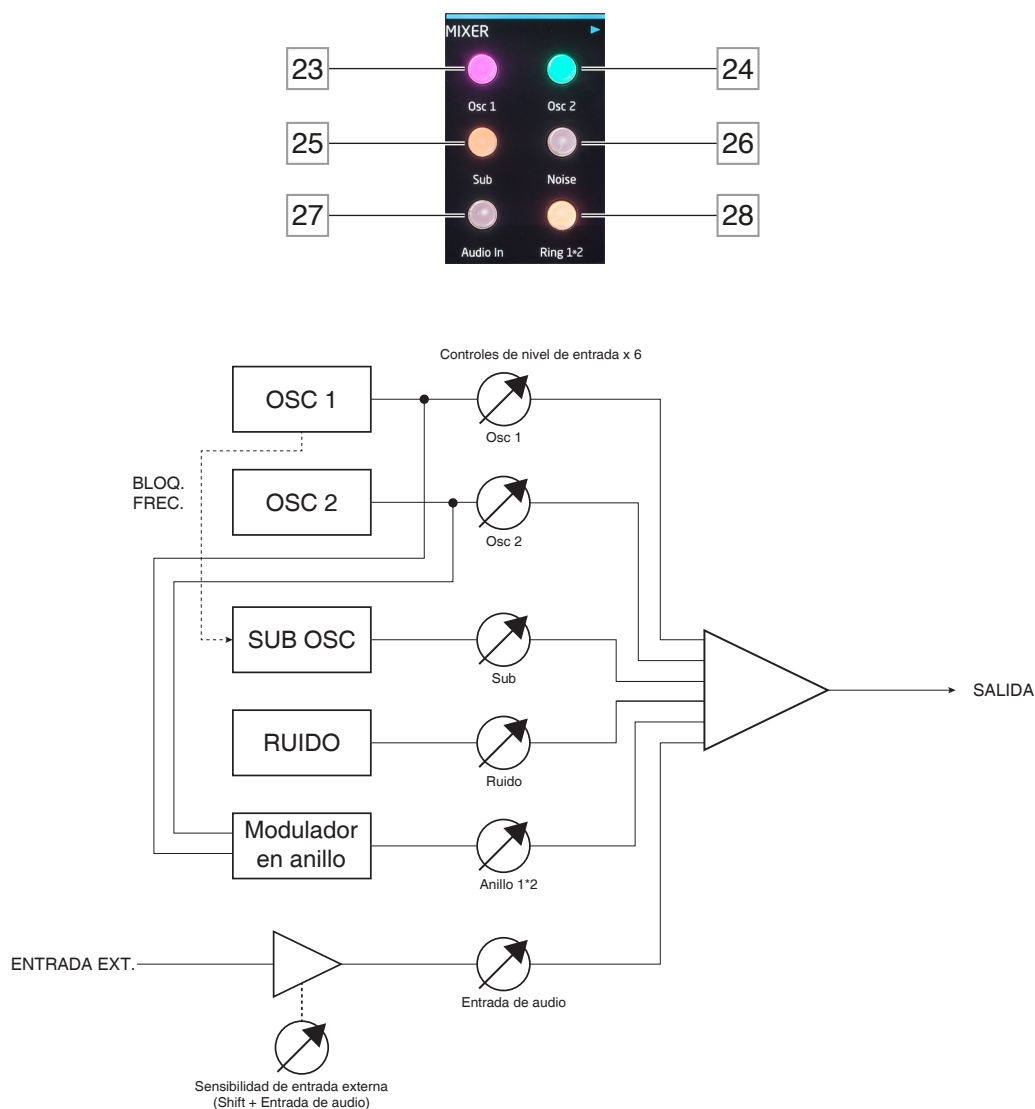 MIXER
23
24
Osc 1
Osc 2
25
26
Sub
Noise
27
28
Audio In
Ring 1*2
Controles de nivel de entrada x 6
OSC 1
Osc 1
BLOQ.
FREC.
OSC 2
Osc 2
SUB OSC
Sub
SALIDA
RUIDO
Ruido
Modulador
en anillo
Anillo 1*2
ENTRADA EXT.
Entrada de audio
Sensibilidad de entrada externa
(Shift + Entrada de audio)